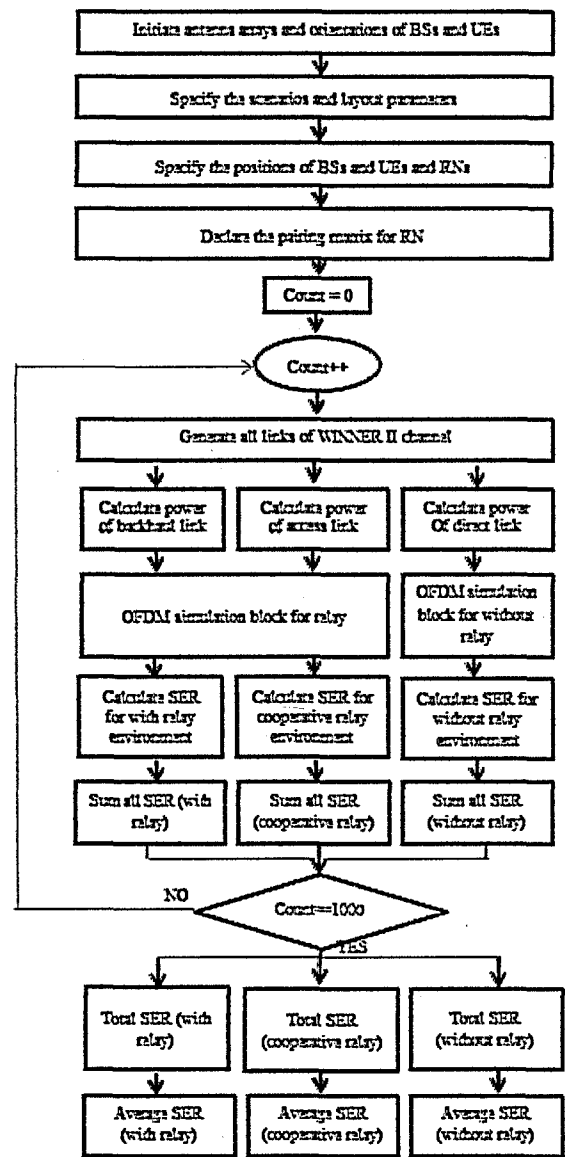 Initiate antenna arrays and orientations of BSs and UEs
Specify the scenarios and layout parameters
Specify the positions of BSs and UEs and RNs
Declare the pairing matrix for RN
Count = 0
Count++
Generate all links of WINNER II channel
Calculate power
of backhaul link
Calculate power
of access link
Calculate power
Of direct link
OFDM simulation block for relay
OFDM simulation
block for without
relay
Calculate SER
for with relay
environment
Calculate SER for
cooperative relay
environment
Calculate SER for
without relay
environment
Sum all SER (with
relay)
Sum all SER
(cooperative relay)
Sum all SER
(without relay)
NO
Count==1000
YES
Total SER (with
relay)
Total SER
(cooperative relay)
Total SER
(without relay)
Average SER
(with relay)
Average SER
(cooperative relay)
Average SER
(without relay)